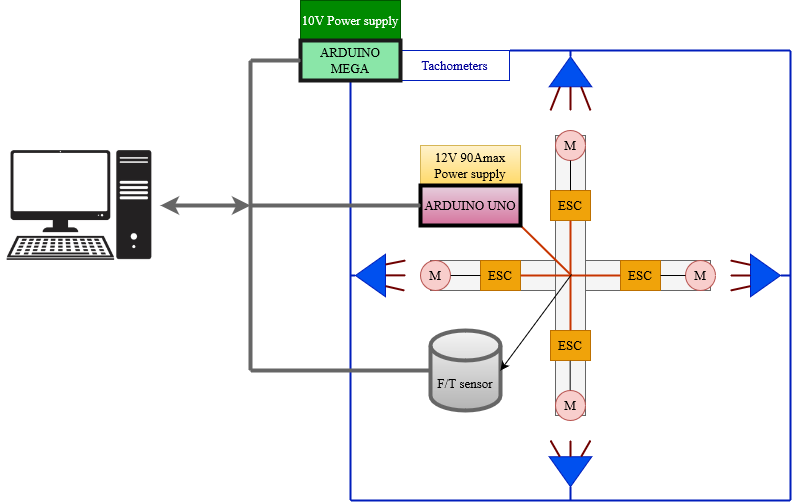 10V Power supply
ARDUINO
MEGA
Tachometers
M
12V 90Amax
Power supply
ARDUINO UNO
ESC
M
ESC
ESC
M
ESC
F/T sensor
M